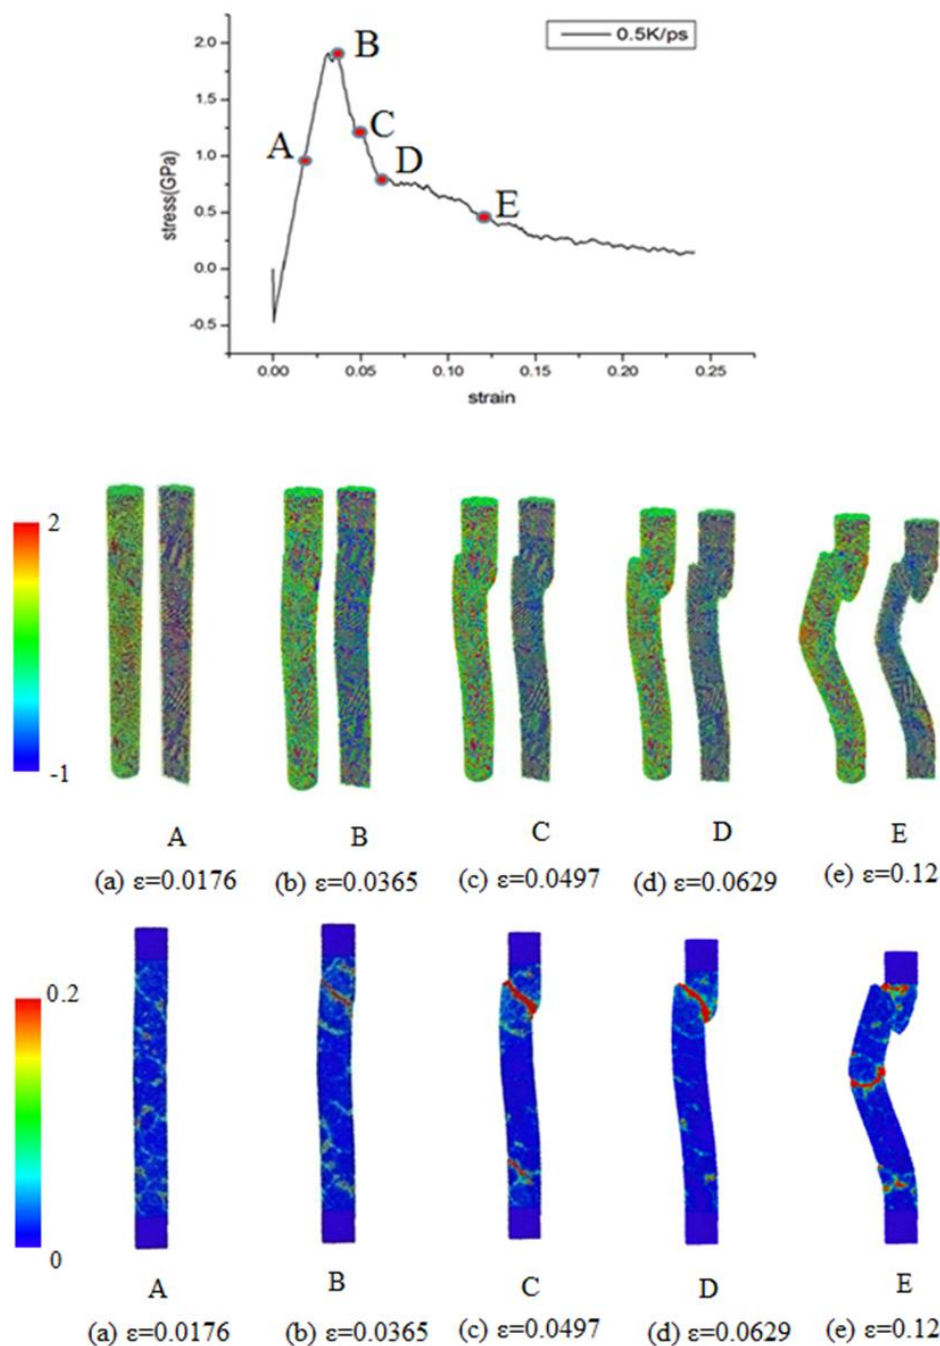 2.0
1.5
1.0
0.5
0.0
-0.5
stress(GPa)
0.5K/ps
A
B
C
D
E
0.00
0.05
0.10
0.15
0.20
0.25
strain
2
-1
A
B
C
D
E
(a) ε=0.0176
(b) ε=0.0365
(c) ε=0.0497
(d) ε=0.0629
(e) ε=0.12
0.2
0
A
B
C
D
E
(a) ε=0.0176
(b) ε=0.0365
(c) ε=0.0497
(d) ε=0.0629
(e) ε=0.12